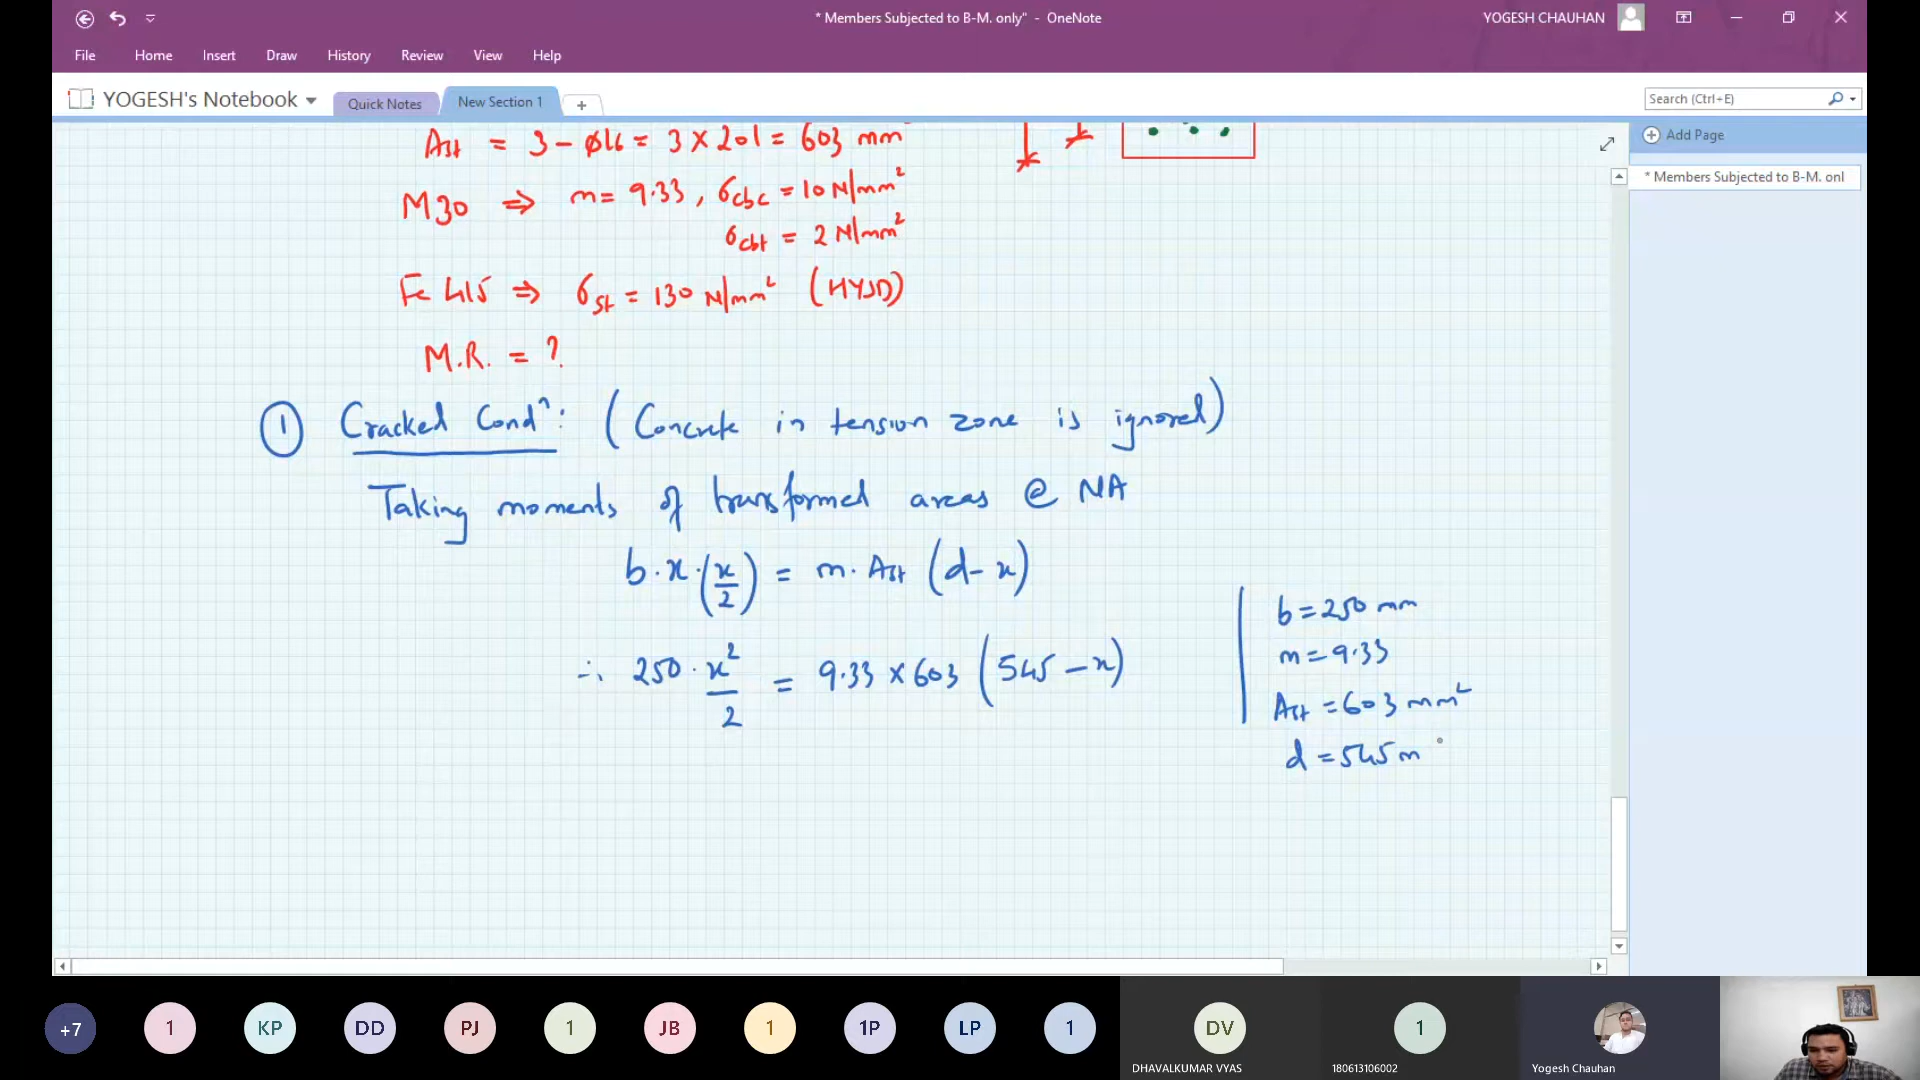 * Members Subjected to B-M. only" - OneNote
YOGESH CHAUHAN
File Home Insert Draw History Review View Help
YOGESH's Notebook
Quick Notes
New Section 1
Search (Ctrl+E)
Add Page
* Members Subjected to B-M. onl
Ast = 3 - ø16 = 3 × 201 = 603 mm
M30 ⇒ m = 9.33, σcbc = 10 N/mm²
σcbt = 2 N/mm²
Fe 415 ⇒ σst = 130 N/mm² (HYSD)
M.R. = ?
① Cracked Condⁿ: (Concrete in tension zone is ignored)
Taking moments of transformed areas @ NA
b·x·(x/2) = m·Ast (d-x)
∴ 250·x²/2 = 9.33 × 603 (545 - x)
b = 250 mm
m = 9.33
Ast = 603 mm²
d = 545 m
+7
1
KP
DD
PJ
1
JB
1
1P
LP
1
DV
DHAVALKUMAR VYAS
1
180613106002
Yogesh Chauhan